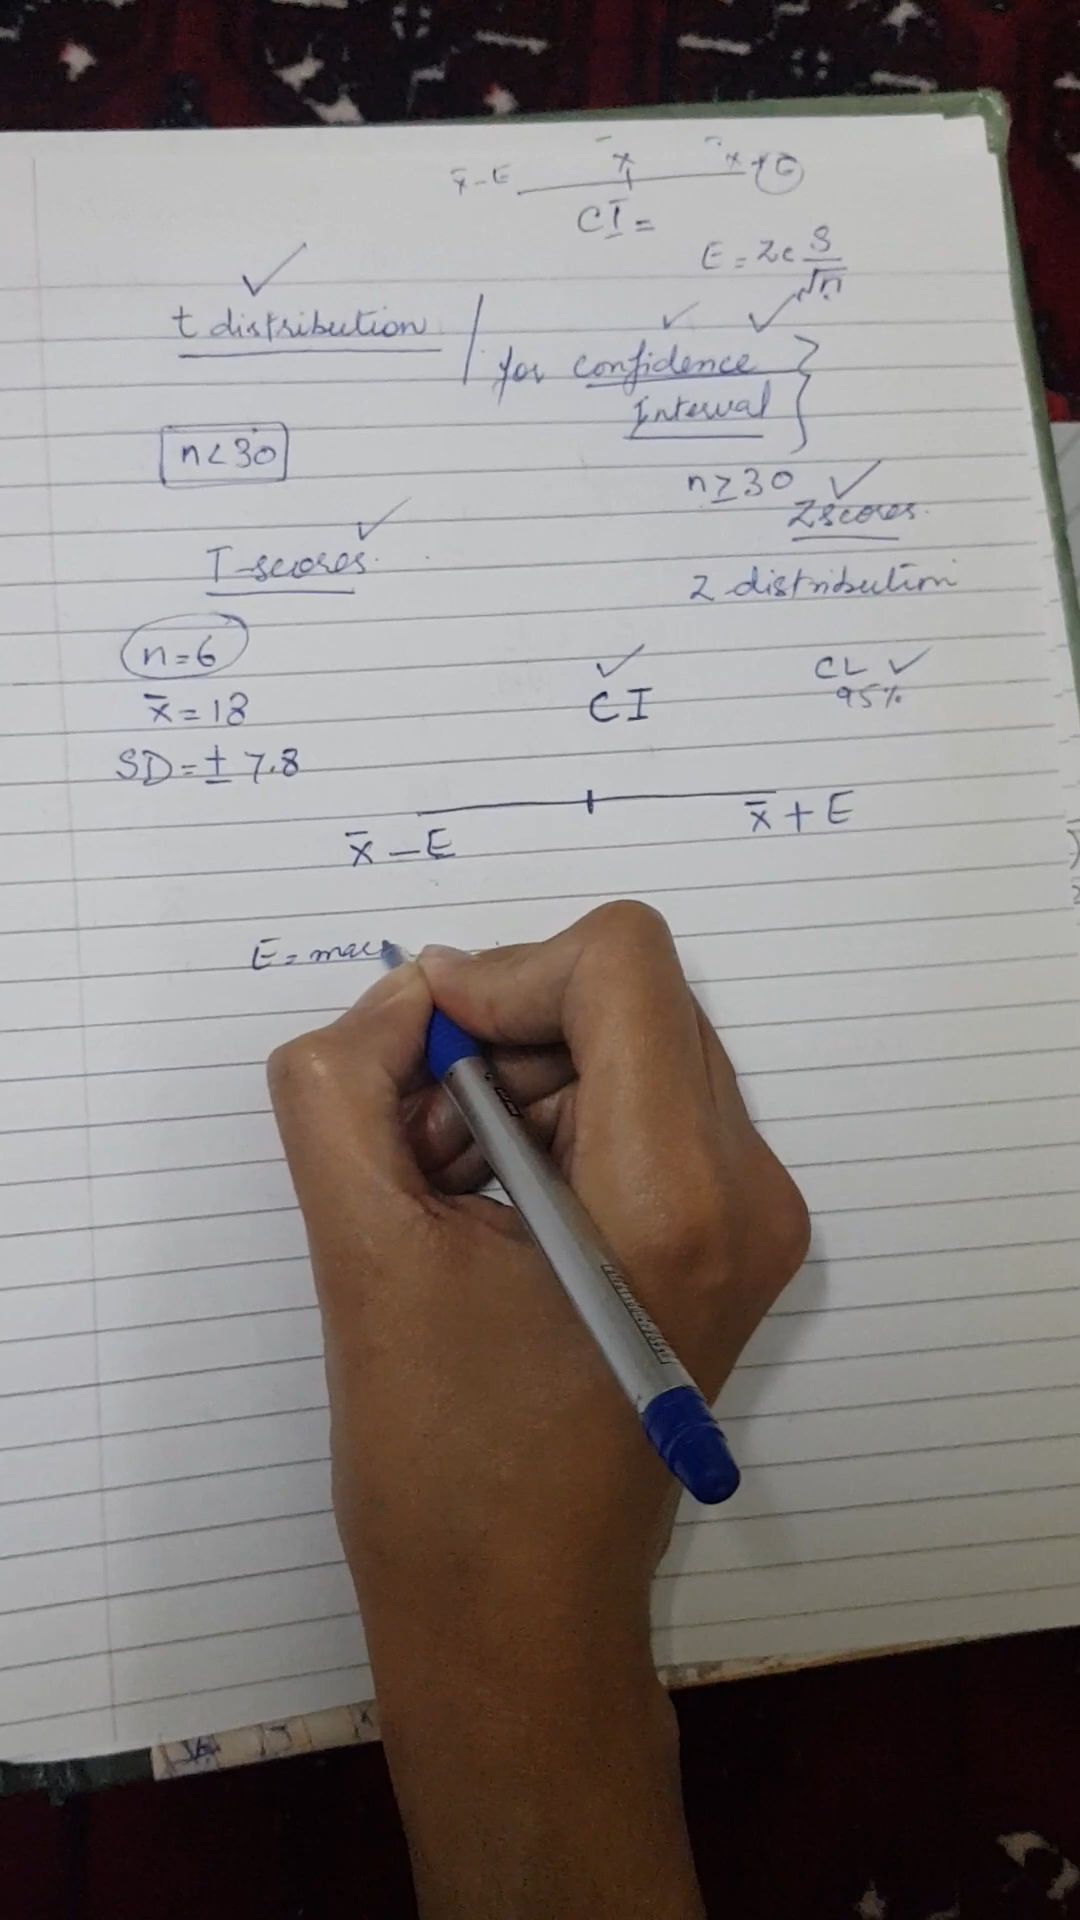 x̄-E x̄ x̄+E
CI =
E = Zc S/√n
t distribution / for confidence
Interval
n<30
n≥30
Z scores.
T-scores.
Z distribution
n=6
CL
95%
x̄ = 18
CI
SD=± 7.8
x̄ - E x̄ + E
E =